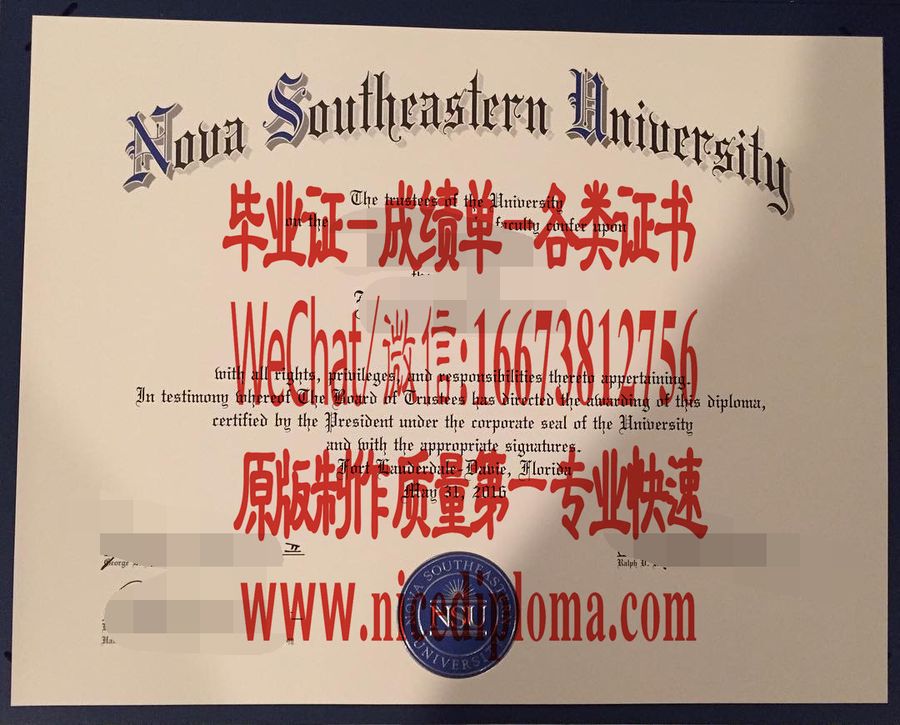 Nova Southeastern University
The trustees of the University
on the faculty confer upon
毕业证—成绩单—各类证书
WeChat/微信:16673812756
with all rights, privileges, and responsibilities thereto appertaining.
In testimony whereof The Board of Trustees has directed the awarding of this diploma,
certified by the President under the corporate seal of the University
and with the appropriate signatures.
Fort Lauderdale-Davie, Florida
May 31, 2016
原版制作质量第一专业快速
George
Ralph V.
www.nicediploma.com
NOVA SOUTHEASTERN
NSU
UNIVERSITY